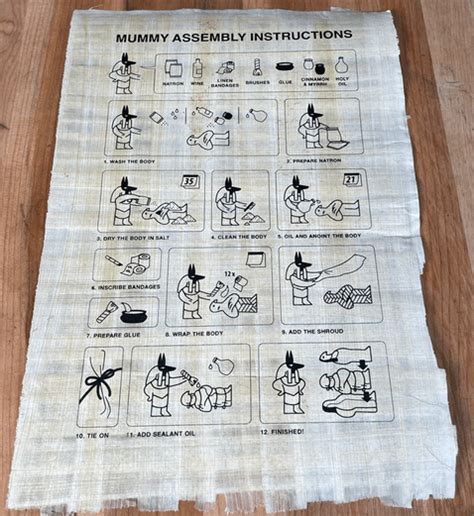 MUMMY ASSEMBLY INSTRUCTIONS
NATRON
WINE
LINEN
BANDAGES
BRUSHES
GLUE
CINNAMON
& MYRRH
HOLY
OIL
1. WASH THE BODY
2. PREPARE NATRON
35
21
3. DRY THE BODY IN SALT
4. CLEAN THE BODY
5. OIL AND ANOINT THE BODY
12 x
6. INSCRIBE BANDAGES
7. PREPARE GLUE
8. WRAP THE BODY
9. ADD THE SHROUD
10. TIE ON
11. ADD SEALANT OIL
12. FINISHED!